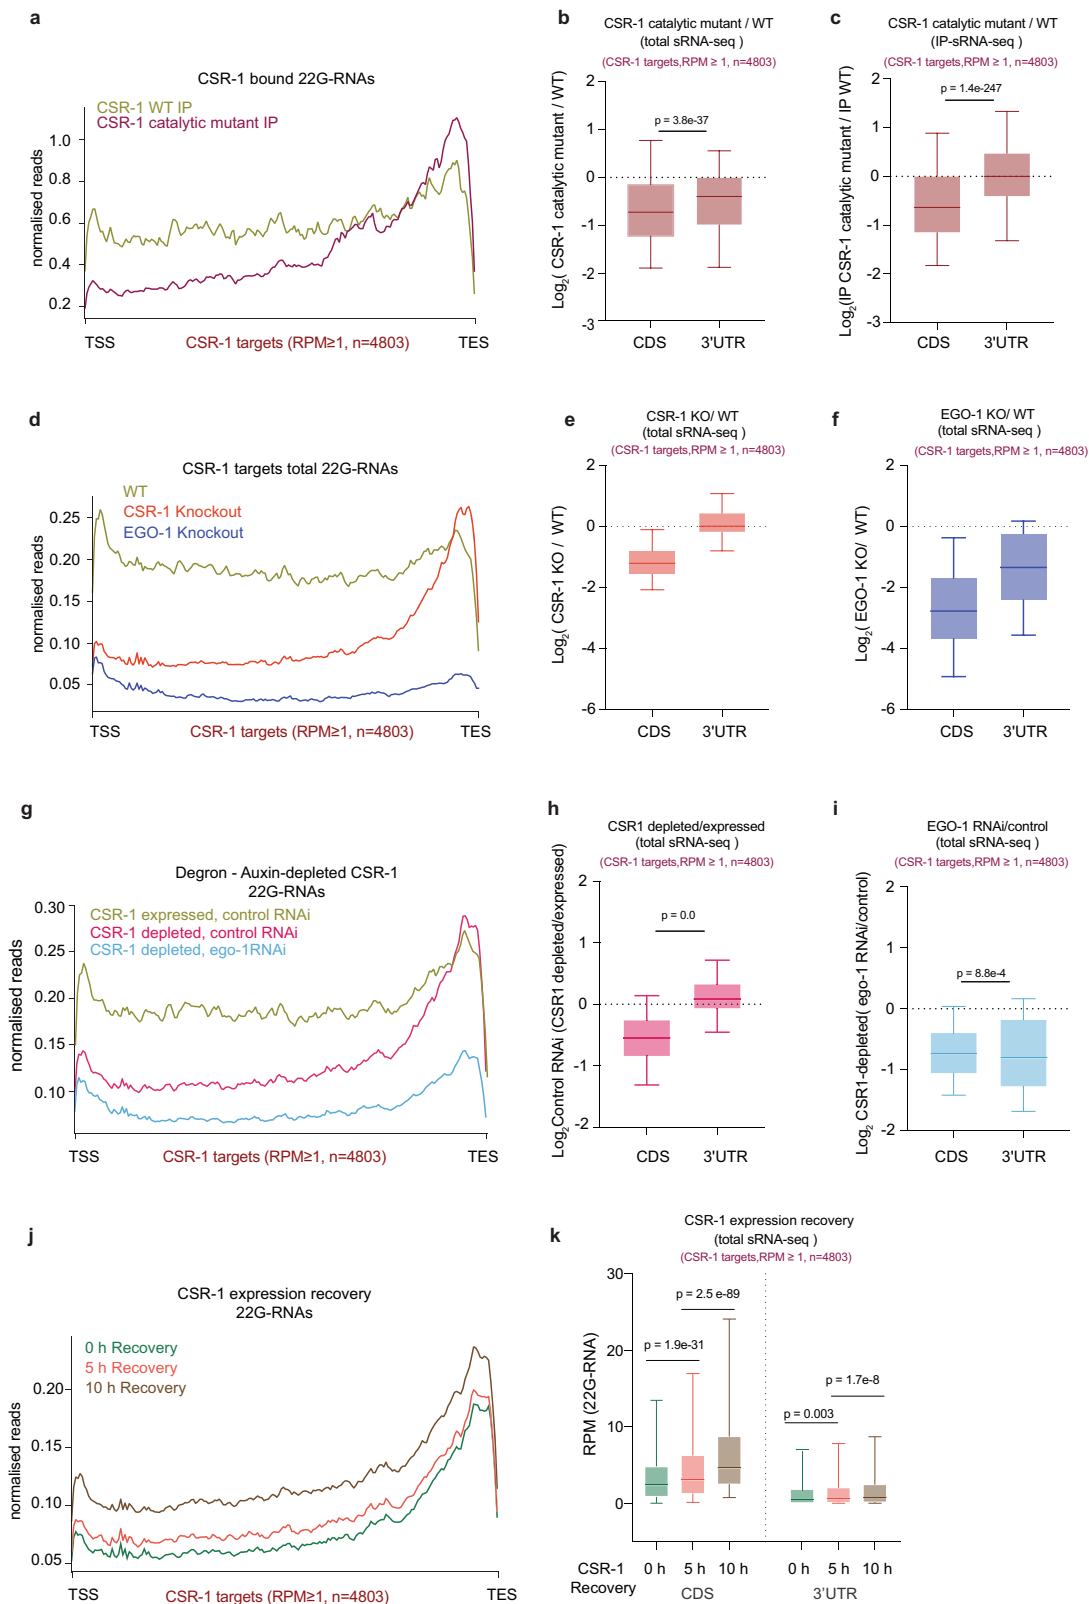 a
CSR-1 bound 22G-RNAs
CSR-1 WT IP
CSR-1 catalytic mutant IP
normalised reads
1.0
0.8
0.6
0.4
0.2
TSS
CSR-1 targets (RPM≥1, n=4803)
TES
b
CSR-1 catalytic mutant / WT
(total sRNA-seq )
(CSR-1 targets,RPM ≥ 1, n=4803)
Log2( CSR-1 catalytic mutant / WT)
2
1
0
-1
-2
-3
p = 3.8e-37
CDS
3'UTR
c
CSR-1 catalytic mutant / WT
(IP-sRNA-seq )
(CSR-1 targets,RPM ≥ 1, n=4803)
Log2(IP CSR-1 catalytic mutant / IP WT)
2
1
0
-1
-2
-3
p = 1.4e-247
CDS
3'UTR
d
CSR-1 targets total 22G-RNAs
WT
CSR-1 Knockout
EGO-1 Knockout
normalised reads
0.25
0.20
0.15
0.10
0.05
TSS
CSR-1 targets (RPM≥1, n=4803)
TES
e
CSR-1 KO/ WT
(total sRNA-seq )
(CSR-1 targets,RPM ≥ 1, n=4803)
Log2( CSR-1 KO / WT)
2
0
-2
-4
-6
CDS
3'UTR
f
EGO-1 KO/ WT
(total sRNA-seq )
(CSR-1 targets,RPM ≥ 1, n=4803)
Log2( EGO-1 KO/ WT)
2
0
-2
-4
-6
CDS
3'UTR
g
Degron - Auxin-depleted CSR-1
22G-RNAs
CSR-1 expressed, control RNAi
CSR-1 depleted, control RNAi
CSR-1 depleted, ego-1RNAi
normalised reads
0.30
0.25
0.20
0.15
0.10
TSS
CSR-1 targets (RPM≥1, n=4803)
TES
h
CSR1 depleted/expressed
(total sRNA-seq )
(CSR-1 targets,RPM ≥ 1, n=4803)
Log2Control RNAi (CSR1 depleted/expressed)
2
1
0
-1
-2
p = 0.0
CDS
3'UTR
i
EGO-1 RNAi/control
(total sRNA-seq )
(CSR-1 targets,RPM ≥ 1, n=4803)
Log2 CSR1-depleted( ego-1 RNAi/control)
2
1
0
-1
-2
p = 8.8e-4
CDS
3'UTR
j
CSR-1 expression recovery
22G-RNAs
0 h Recovery
5 h Recovery
10 h Recovery
normalised reads
0.20
0.15
0.10
0.05
TSS
CSR-1 targets (RPM≥1, n=4803)
TES
k
CSR-1 expression recovery
(total sRNA-seq )
(CSR-1 targets,RPM ≥ 1, n=4803)
RPM (22G-RNA)
30
20
10
0
p = 2.5 e-89
p = 1.9e-31
p = 1.7e-8
p = 0.003
CSR-1
Recovery
0 h 5 h 10 h
0 h 5 h 10 h
CDS
3'UTR